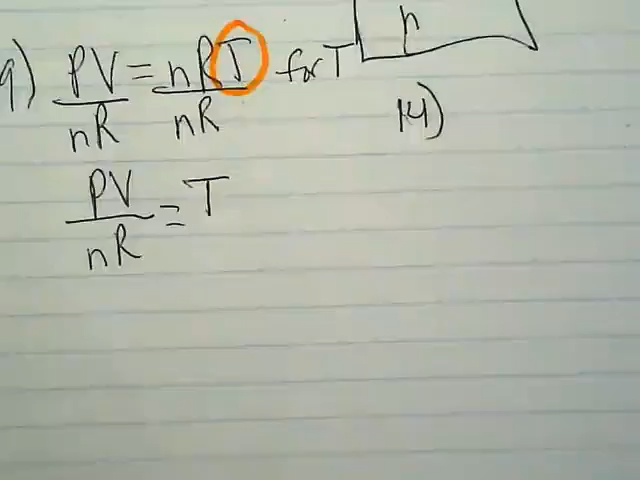 9) PV = nRT for T
nR nR
PV
nR = T
r
14)